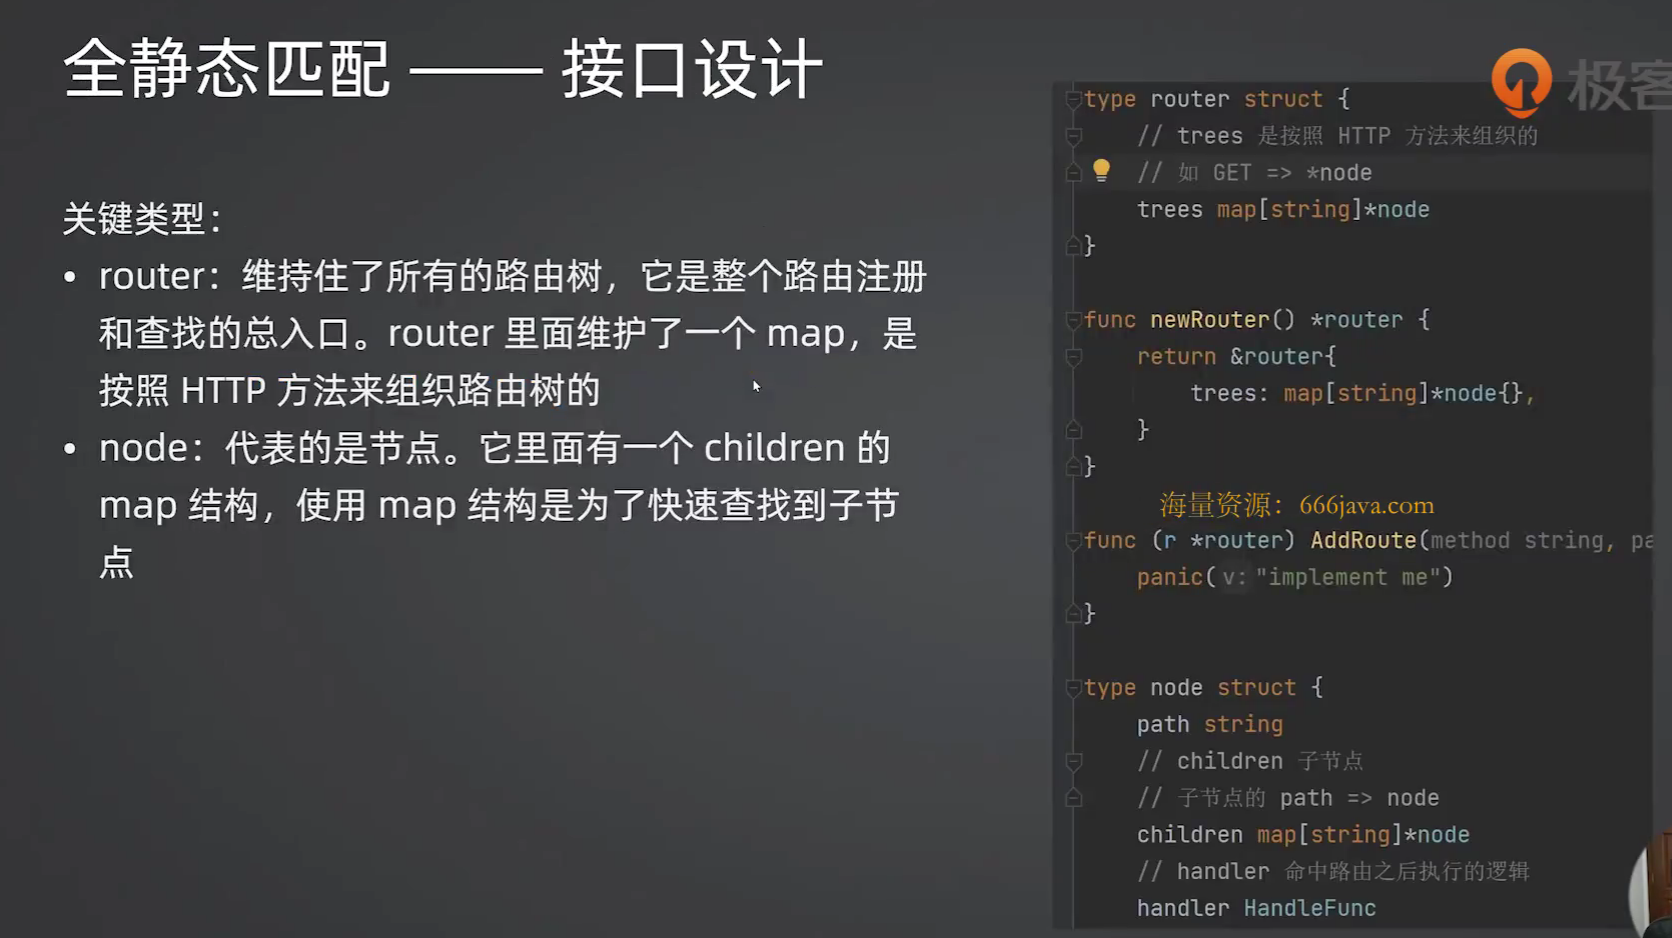 全静态匹配 —— 接口设计
关键类型：
• router：维持住了所有的路由树，它是整个路由注册
和查找的总入口。router 里面维护了一个 map，是
按照 HTTP 方法来组织路由树的
• node：代表的是节点。它里面有一个 children 的
map 结构，使用 map 结构是为了快速查找到子节
点
极客
type router struct {
// trees 是按照 HTTP 方法来组织的
// 如 GET => *node
trees map[string]*node
}
func newRouter() *router {
return &router{
trees: map[string]*node{},
}
}
海量资源：666java.com
func (r *router) AddRoute(method string, pa
panic( v: "implement me")
}
type node struct {
path string
// children 子节点
// 子节点的 path => node
children map[string]*node
// handler 命中路由之后执行的逻辑
handler HandleFunc